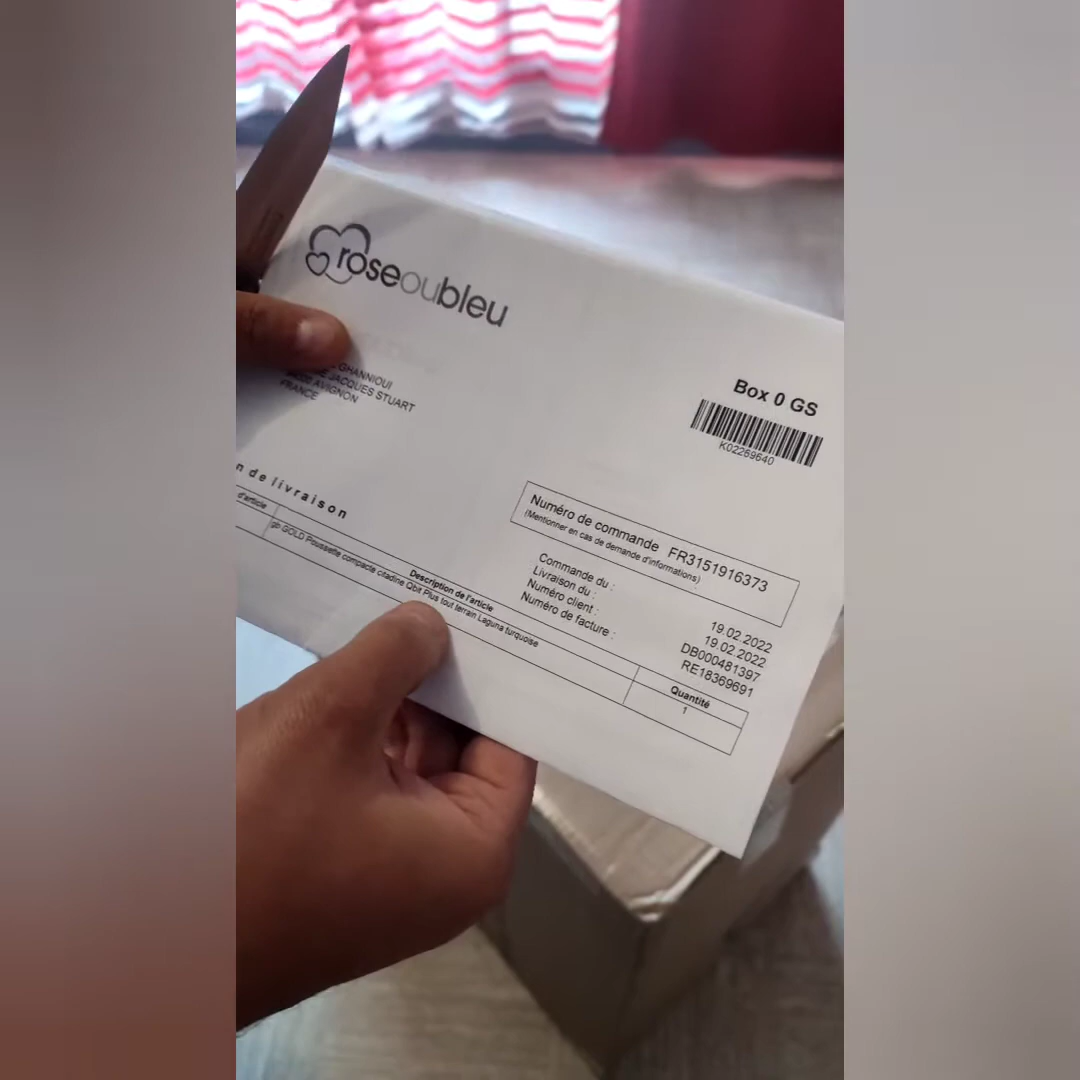 roseoubleu
GHANNIOUI
JACQUES STUART
AVIGNON
FRANCE
Box 0 GS
K02269640
n de livraison
Numéro de commande FR3151916373
(Mentionner en cas de demande d'informations)
Commande du : 19.02.2022
Livraison du : 19.02.2022
Numéro client : DB000481397
Numéro de facture : RE18369691
d'article Description de l'article Quantité
gb GOLD Poussette compacte citadine Qbit Plus tout terrain Laguna turquoise 1